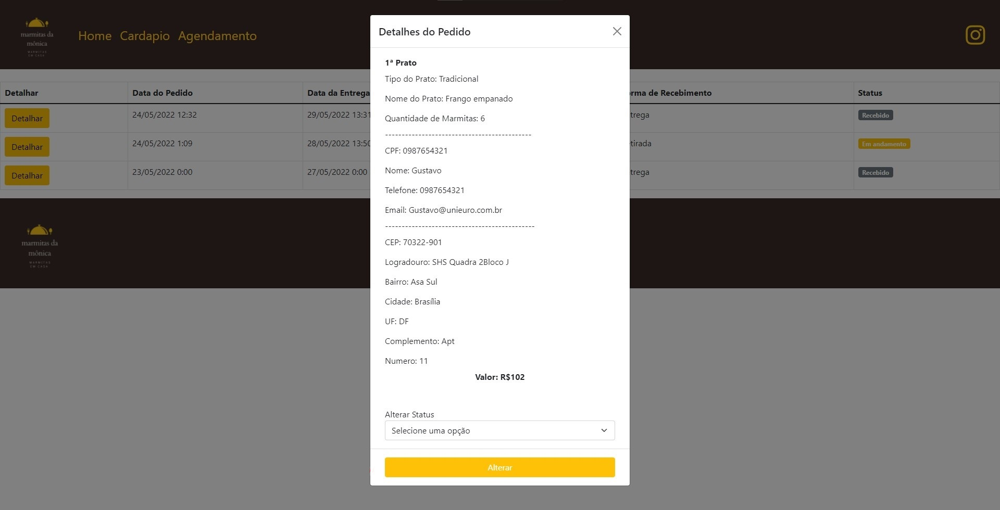 marmitas da
mônica
MARMITAS
EM CASA
Home Cardapio Agendamento
Detalhes do Pedido
1ª Prato
Tipo do Prato: Tradicional
Nome do Prato: Frango empanado
Quantidade de Marmitas: 6
--------------------------------------------
CPF: 0987654321
Nome: Gustavo
Telefone: 0987654321
Email: Gustavo@unieuro.com.br
---------------------------------------------
CEP: 70322-901
Logradouro: SHS Quadra 2Bloco J
Bairro: Asa Sul
Cidade: Brasília
UF: DF
Complemento: Apt
Numero: 11
Valor: R$102
Alterar Status
Selecione uma opção
Alterar
Detalhar Data do Pedido Data da Entrega rma de Recebimento Status
Detalhar 24/05/2022 12:32 29/05/2022 13:31 trega Recebido
Detalhar 24/05/2022 1:09 28/05/2022 13:50 tirada Em andamento
Detalhar 23/05/2022 0:00 27/05/2022 0:00 trega Recebido
marmitas da
mônica
MARMITAS
EM CASA